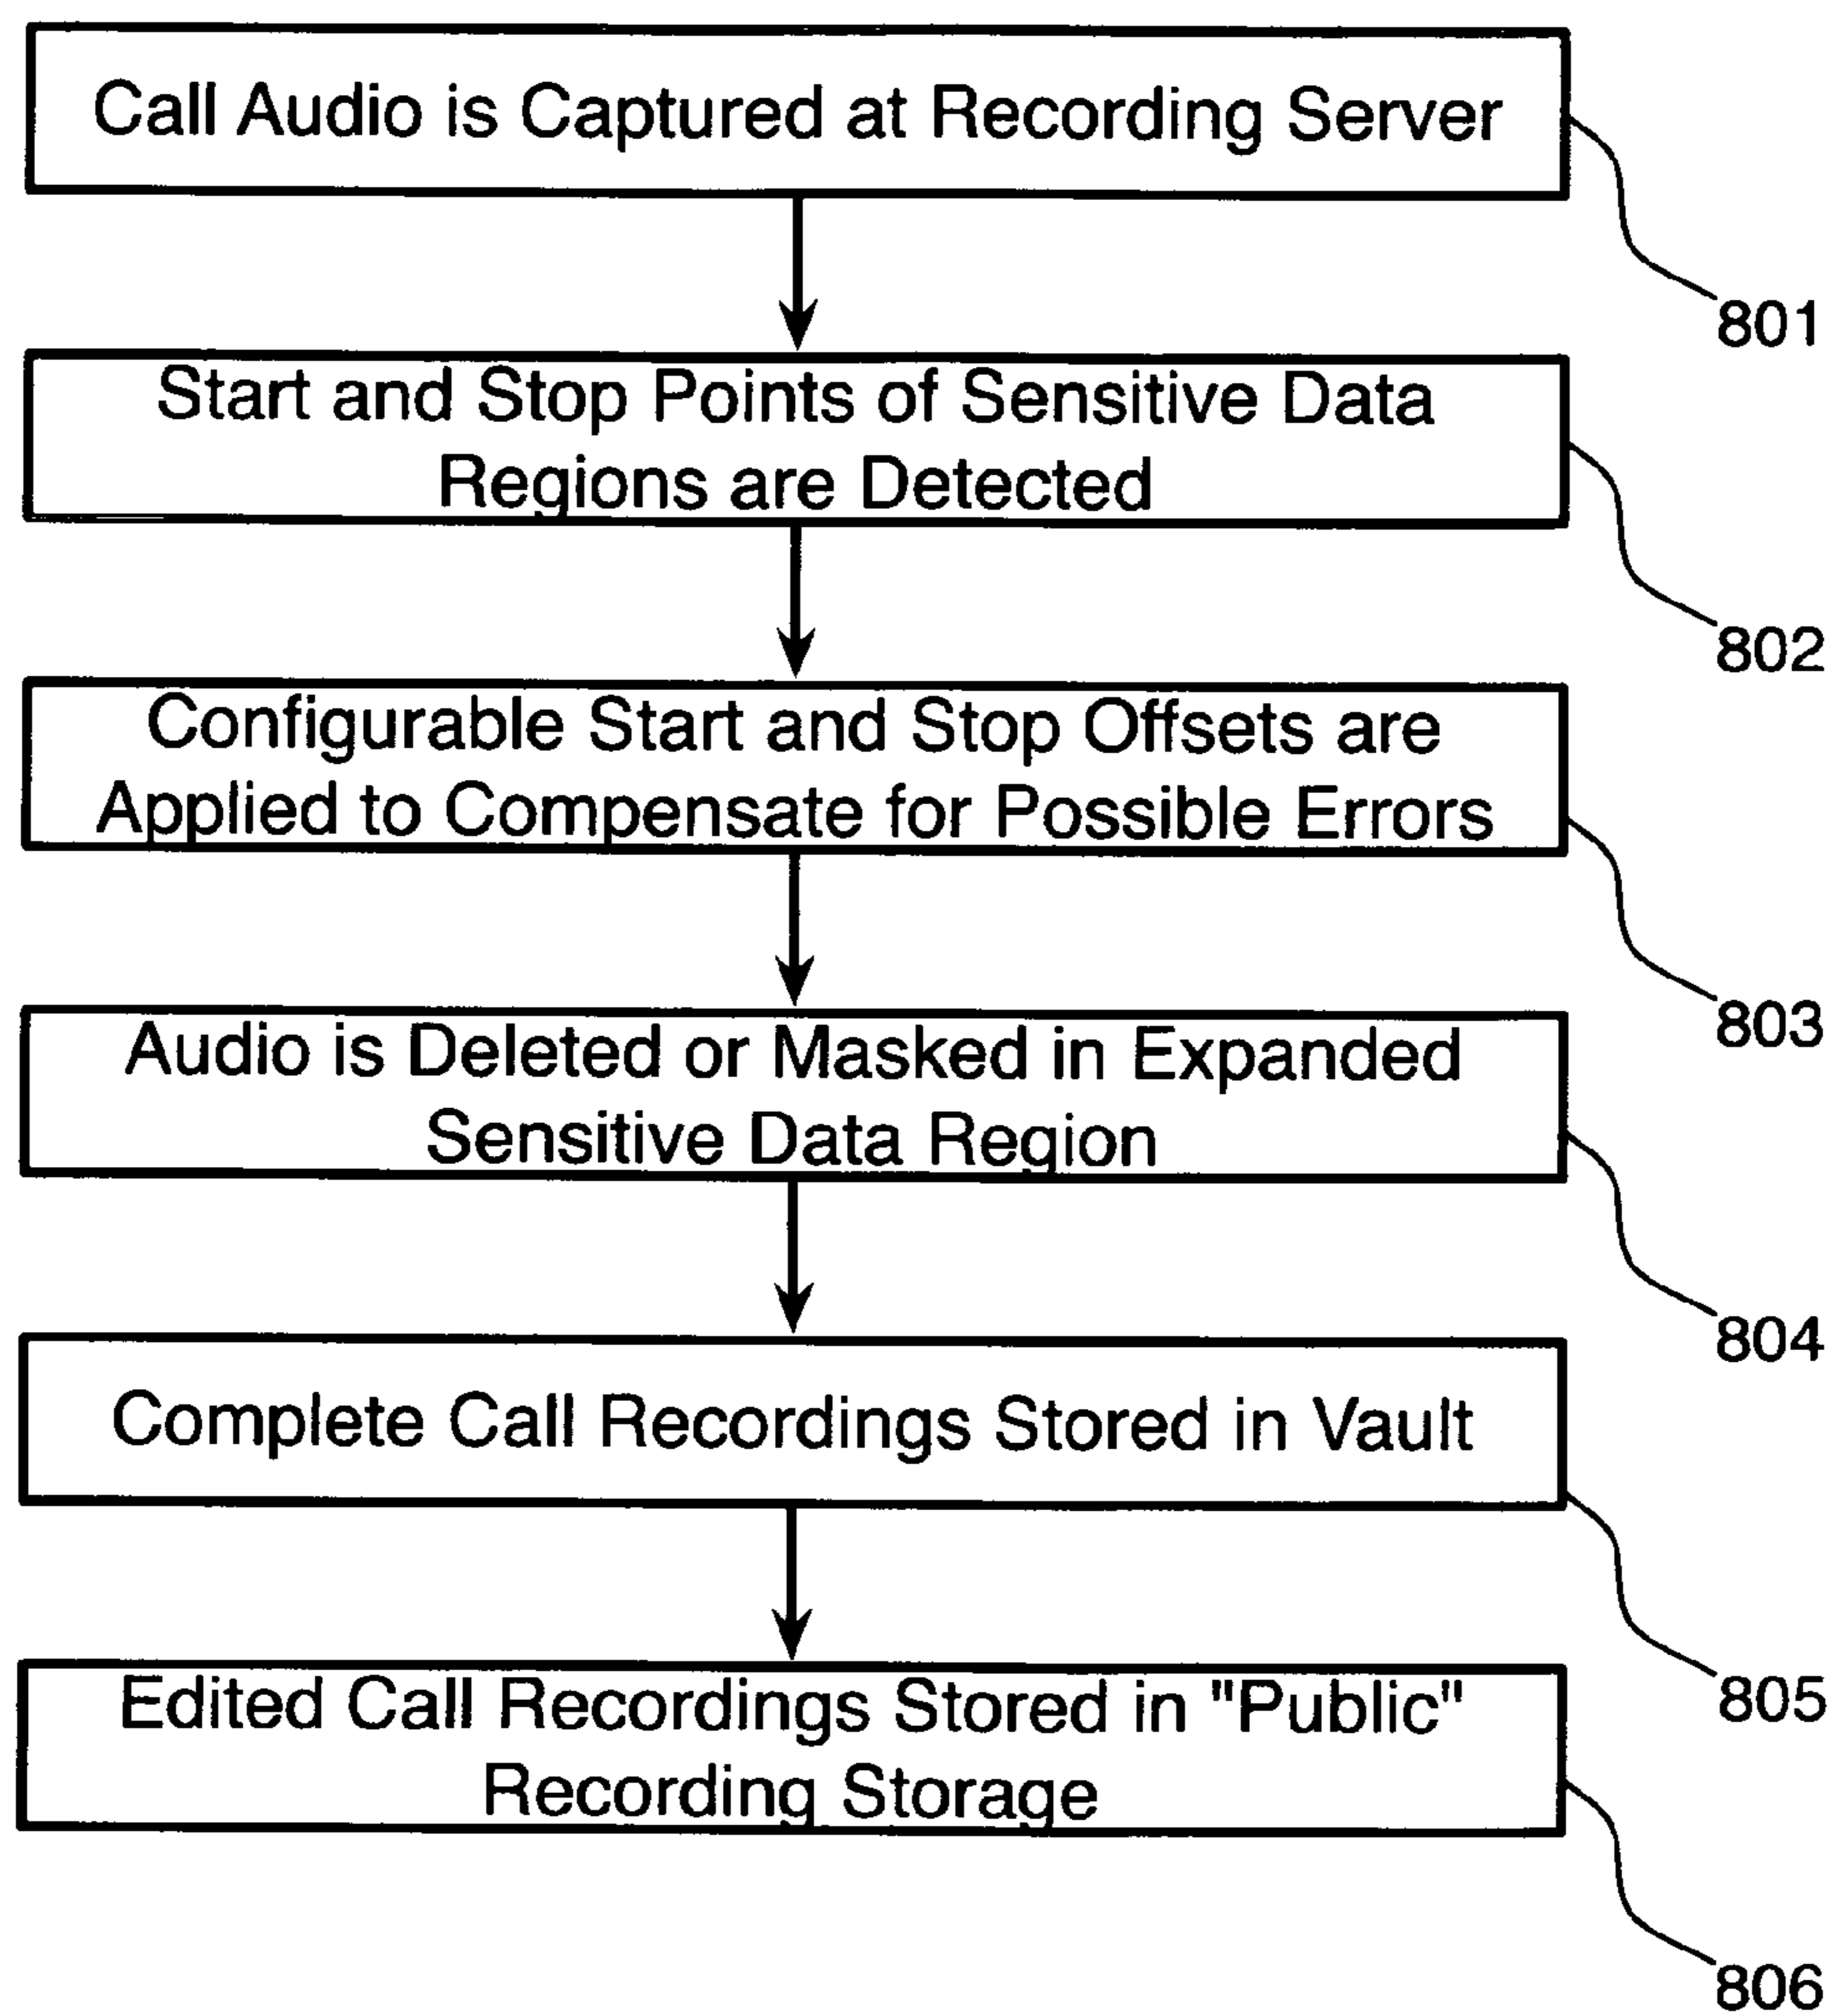 Call Audio is Captured at Recording Server
801
Start and Stop Points of Sensitive Data
Regions are Detected
802
Configurable Start and Stop Offsets are
Applied to Compensate for Possible Errors
803
Audio is Deleted or Masked in Expanded
Sensitive Data Region
804
Complete Call Recordings Stored in Vault
805
Edited Call Recordings Stored in "Public"
Recording Storage
806